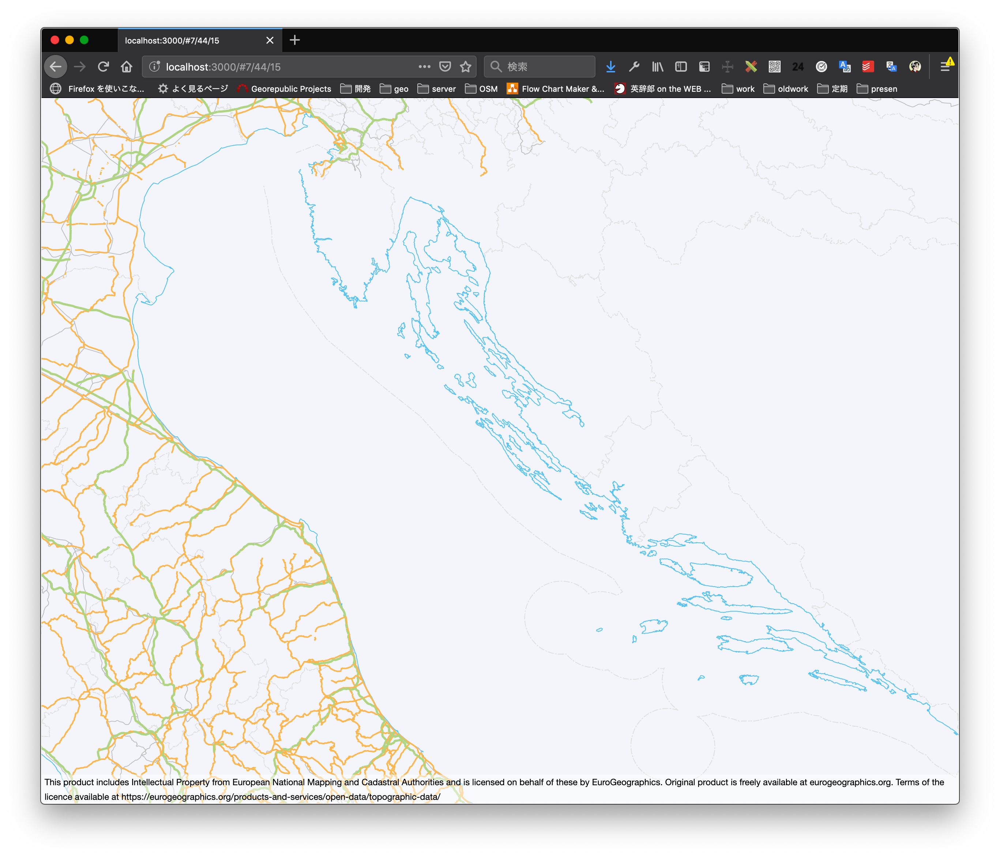 localhost:3000/#7/44/15
localhost:3000/#7/44/15
検索
24
Firefox を使いこな... よく見るページ Georepublic Projects 開発 geo server OSM Flow Chart Maker &... 英辞郎 on the WEB ... work oldwork 定期 presen
This product includes Intellectual Property from European National Mapping and Cadastral Authorities and is licensed on behalf of these by EuroGeographics. Original product is freely available at eurogeographics.org. Terms of the
licence available at https://eurogeographics.org/products-and-services/open-data/topographic-data/